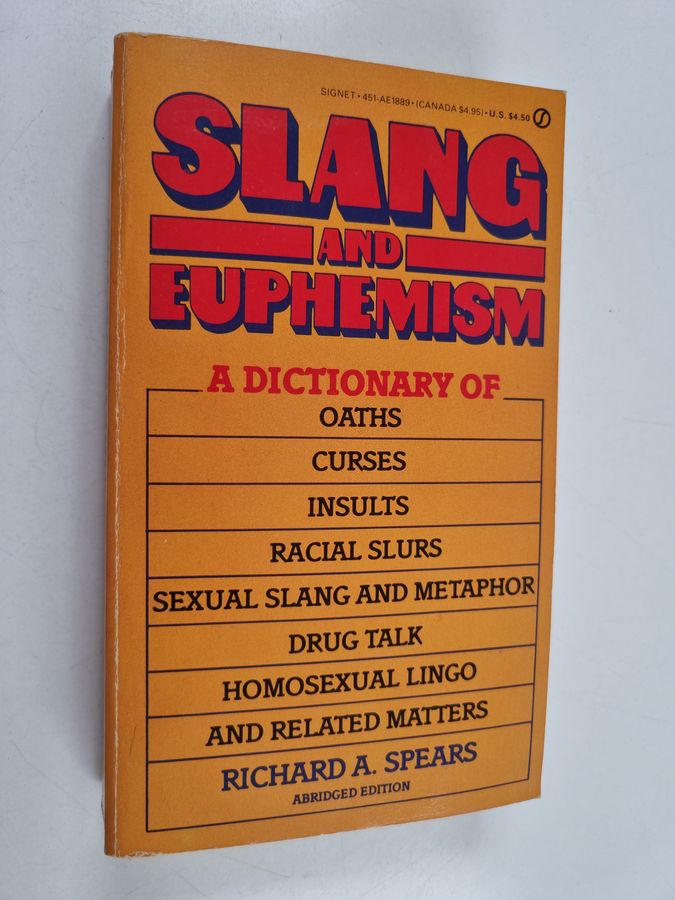 SIGNET • 451-AE1889 • (CANADA $4.95) • U.S. $4.50
SLANG
AND
EUPHEMISM
A DICTIONARY OF
OATHS
CURSES
INSULTS
RACIAL SLURS
SEXUAL SLANG AND METAPHOR
DRUG TALK
HOMOSEXUAL LINGO
AND RELATED MATTERS
RICHARD A. SPEARS
ABRIDGED EDITION